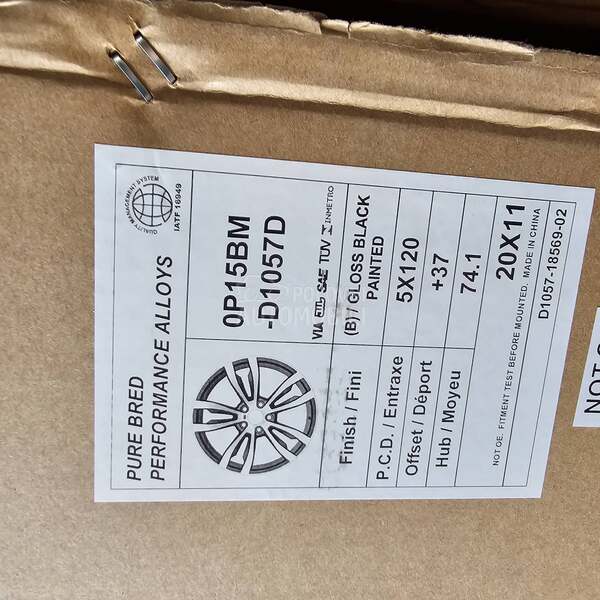 QUALITY MANAGEMENT SYSTEM
IATF 16949
PURE BRED
PERFORMANCE ALLOYS
0P15BM
-D1057D
VIA JWL SAE TUV INMETRO
Finish / Fini
(B) GLOSS BLACK
PAINTED
P.C.D. / Entraxe
5X120
Offset / Déport
+37
Hub / Moyeu
74.1
20X11
NOT OE. FITMENT TEST BEFORE MOUNTED. MADE IN CHINA
D1057-18569-02
NOT